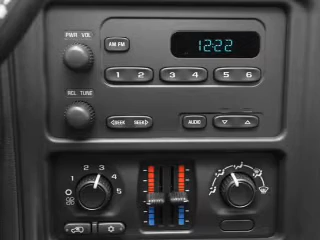 PWR VOL
AM FM
12:22
1 2 3 4 5 6
RCL TUNE
SEEK SEEK
AUDIO
1 2 3 4 5